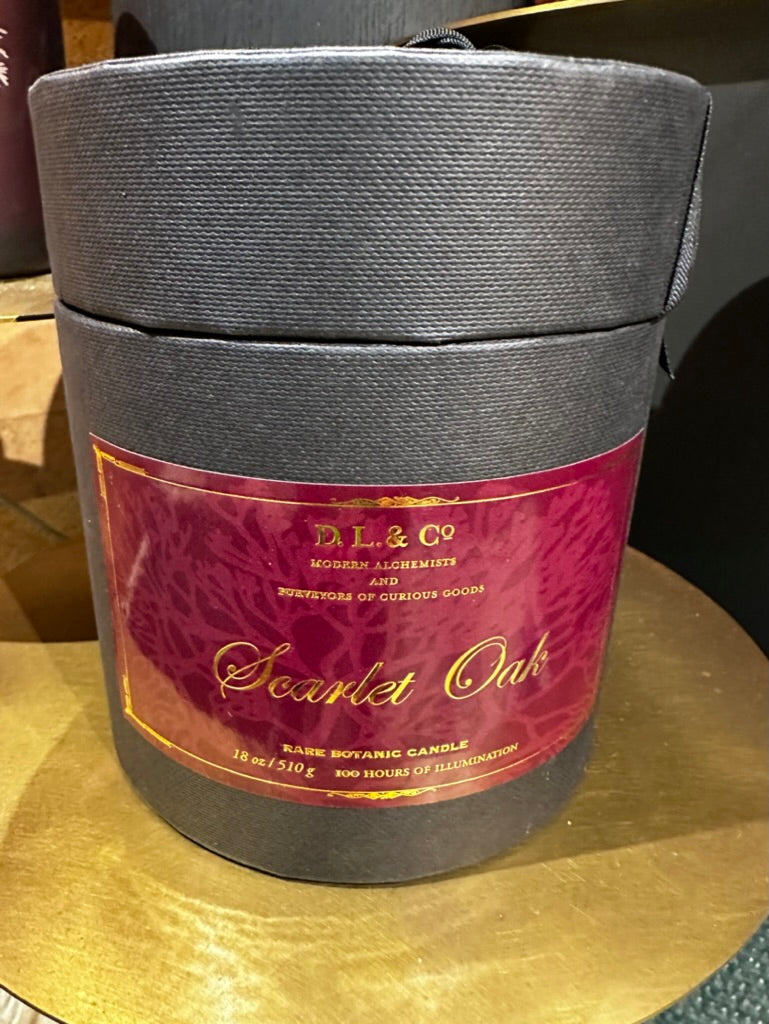 D. L. & Cº
MODERN ALCHEMISTS
AND
PURVEYORS OF CURIOUS GOODS
Scarlet Oak
RARE BOTANIC CANDLE
18 oz / 510 g 100 HOURS OF ILLUMINATION